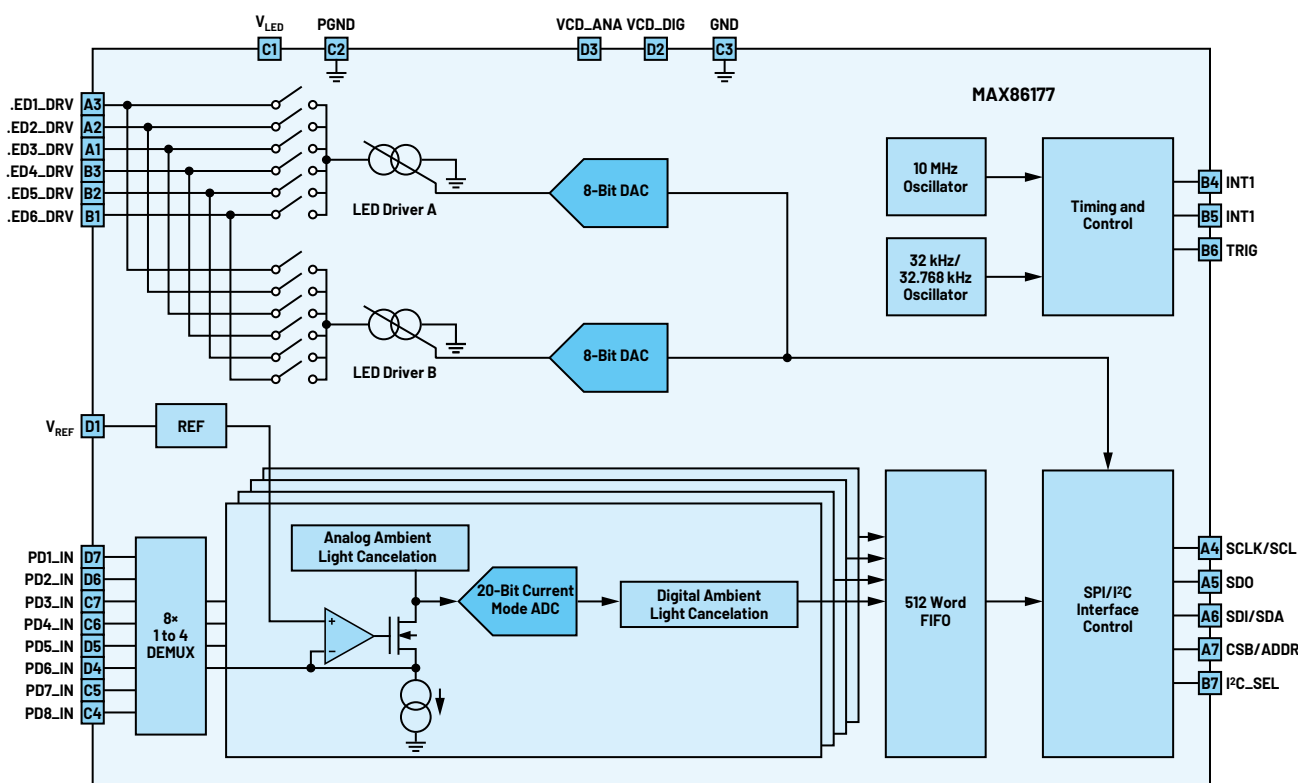 V_LED
PGND
VCD_ANA
VCD_DIG
GND
C1
C2
D3
D2
C3
MAX86177
.ED1_DRV
A3
.ED2_DRV
A2
.ED3_DRV
A1
.ED4_DRV
B3
.ED5_DRV
B2
.ED6_DRV
B1
LED Driver A
8-Bit DAC
LED Driver B
8-Bit DAC
10 MHz
Oscillator
32 kHz/
32.768 kHz
Oscillator
Timing and
Control
B4
INT1
B5
INT1
B6
TRIG
V_REF
D1
REF
PD1_IN
D7
PD2_IN
D6
PD3_IN
C7
PD4_IN
C6
PD5_IN
D5
PD6_IN
D4
PD7_IN
C5
PD8_IN
C4
8×
1 to 4
DEMUX
Analog Ambient
Light Cancelation
+
−
20-Bit Current
Mode ADC
Digital Ambient
Light Cancelation
512 Word
FIFO
SPI/I²C
Interface
Control
A4
SCLK/SCL
A5
SDO
A6
SDI/SDA
A7
CSB/ADDR
B7
I²C_SEL